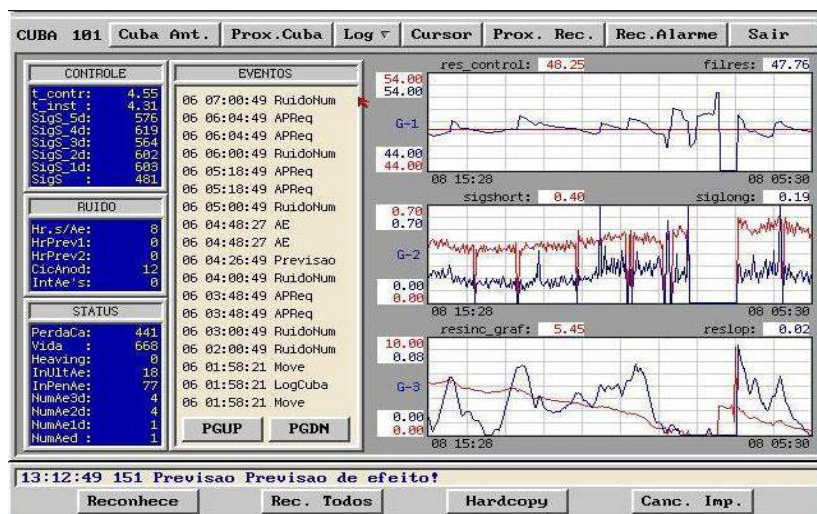 CUBA 101 Cuba Ant. Prox.Cuba Log ▿ Cursor Prox. Rec. Rec.Alarme Sair
CONTROLE
t_contr: 4.55
t_inst : 4.31
SigS_5d: 576
SigS_4d: 619
SigS_3d: 564
SigS_2d: 602
SigS_1d: 603
SigS : 481
RUIDO
Hr.s/Ae: 8
HrPrev1: 0
HrPrev2: 0
CicAnod: 12
IntAe's: 0
STATUS
PerdaCa: 441
Vida : 668
Heaving: 0
InUltAe: 18
InPenAe: 77
NumAe3d: 4
NumAe2d: 4
NumAe1d: 1
NumAed : 1
EVENTOS
06 07:00:49 RuidoNum
06 06:04:49 APReq
06 06:04:49 APReq
06 06:00:49 RuidoNum
06 05:18:49 APReq
06 05:18:49 APReq
06 05:00:49 RuidoNum
06 04:48:27 AE
06 04:48:27 AE
06 04:26:49 Previsao
06 04:00:49 RuidoNum
06 03:48:49 APReq
06 03:48:49 APReq
06 03:00:49 RuidoNum
06 02:00:49 RuidoNum
06 01:58:21 Move
06 01:58:21 LogCuba
06 01:58:21 Move
PGUP PGDN
res_control: 48.25 filres: 47.76
54.00
54.00
G-1
44.00
44.00
08 15:28 08 05:30
sigshort: 0.40 siglong: 0.19
0.70
0.70
G-2
0.00
0.00
08 15:28 08 05:30
resinc_graf: 5.45 reslop: 0.02
10.00
0.08
G-3
0.00
0.00
08 15:28 08 05:30
13:12:49 151 Previsao Previsao de efeito!
Reconhece Rec. Todos Hardcopy Canc. Imp.